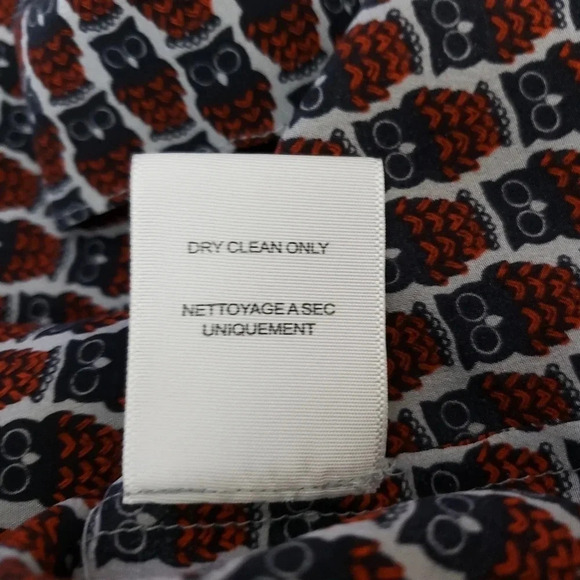 DRY CLEAN ONLY
NETTOYAGE A SEC
UNIQUEMENT